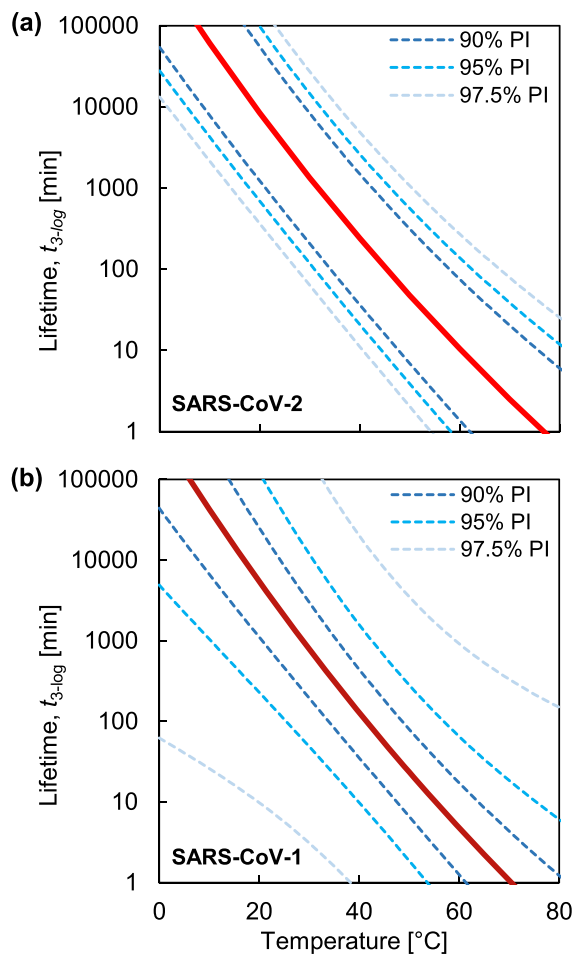 (a)
100000
10000
1000
100
10
1
Lifetime, t3-log [min]
90% PI
95% PI
97.5% PI
SARS-CoV-2
(b)
100000
10000
1000
100
10
1
Lifetime, t3-log [min]
90% PI
95% PI
97.5% PI
SARS-CoV-1
0 20 40 60 80
Temperature [°C]